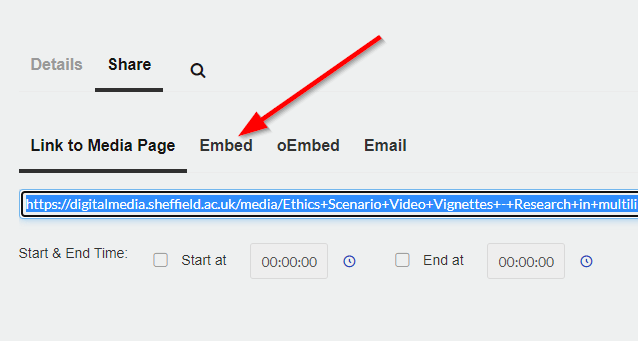 Details Share
Link to Media Page Embed oEmbed Email
https://digitalmedia.sheffield.ac.uk/media/Ethics+Scenario+Video+Vignettes+-+Research+in+multili
Start & End Time: Start at 00:00:00 End at 00:00:00